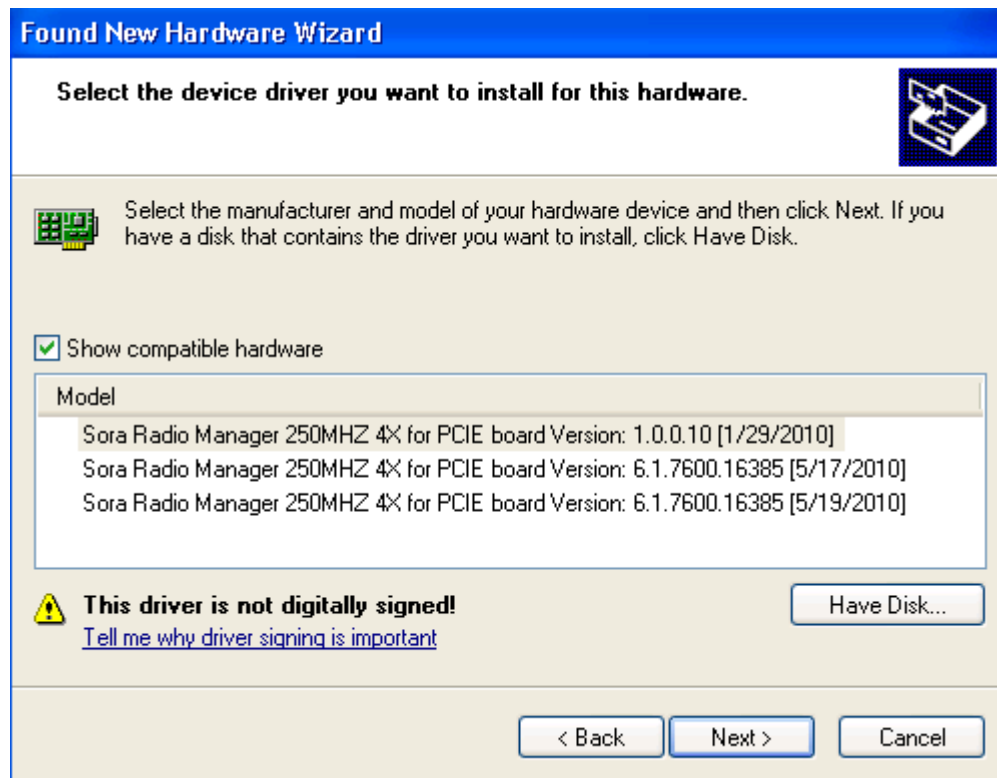 Found New Hardware Wizard
Select the device driver you want to install for this hardware.
Select the manufacturer and model of your hardware device and then click Next. If you
have a disk that contains the driver you want to install, click Have Disk.
Show compatible hardware
Model
Sora Radio Manager 250MHZ 4X for PCIE board Version: 1.0.0.10 [1/29/2010]
Sora Radio Manager 250MHZ 4X for PCIE board Version: 6.1.7600.16385 [5/17/2010]
Sora Radio Manager 250MHZ 4X for PCIE board Version: 6.1.7600.16385 [5/19/2010]
This driver is not digitally signed!
Tell me why driver signing is important
Have Disk...
< Back
Next >
Cancel